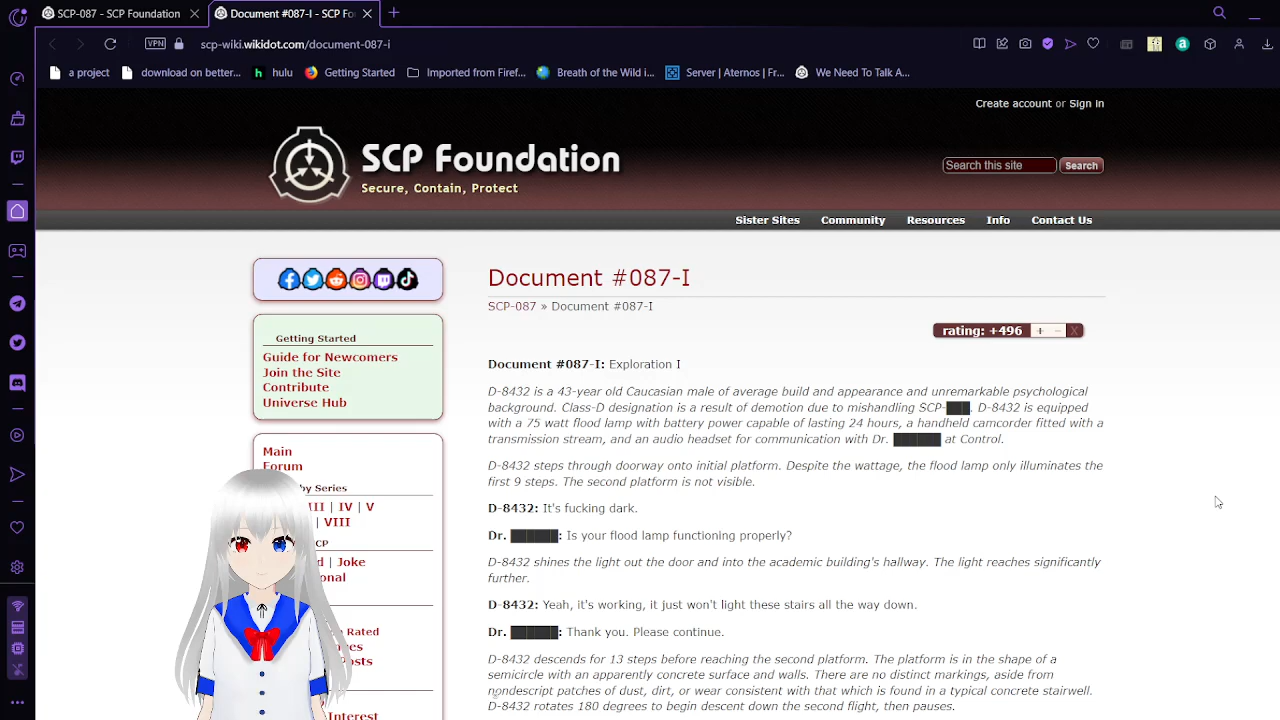 SCP-087 - SCP Foundation
Document #087-I - SCP Fo
VPN
scp-wiki.wikidot.com/document-087-i
a project
download on better...
hulu
Getting Started
Imported from Firef...
Breath of the Wild i...
Server | Aternos | Fr...
We Need To Talk A...
Create account or Sign in
SCP Foundation
Secure, Contain, Protect
Search this site
Search
Sister Sites
Community
Resources
Info
Contact Us
Getting Started
Guide for Newcomers
Join the Site
Contribute
Universe Hub
Main
Forum
by Series
III | IV | V
| VIII
CP
d | Joke
onal
Rated
Posts
Interest
Document #087-I
SCP-087 » Document #087-I
rating: +496 + − X
Document #087-I: Exploration I
D-8432 is a 43-year old Caucasian male of average build and appearance and unremarkable psychological
background. Class-D designation is a result of demotion due to mishandling SCP-███. D-8432 is equipped
with a 75 watt flood lamp with battery power capable of lasting 24 hours, a handheld camcorder fitted with a
transmission stream, and an audio headset for communication with Dr. ██████ at Control.
D-8432 steps through doorway onto initial platform. Despite the wattage, the flood lamp only illuminates the
first 9 steps. The second platform is not visible.
D-8432: It's fucking dark.
Dr. ██████: Is your flood lamp functioning properly?
D-8432 shines the light out the door and into the academic building's hallway. The light reaches significantly
further.
D-8432: Yeah, it's working, it just won't light these stairs all the way down.
Dr. ██████: Thank you. Please continue.
D-8432 descends for 13 steps before reaching the second platform. The platform is in the shape of a
semicircle with an apparently concrete surface and walls. There are no distinct markings, aside from
nondescript patches of dust, dirt, or wear consistent with that which is found in a typical concrete stairwell.
D-8432 rotates 180 degrees to begin descent down the second flight, then pauses.